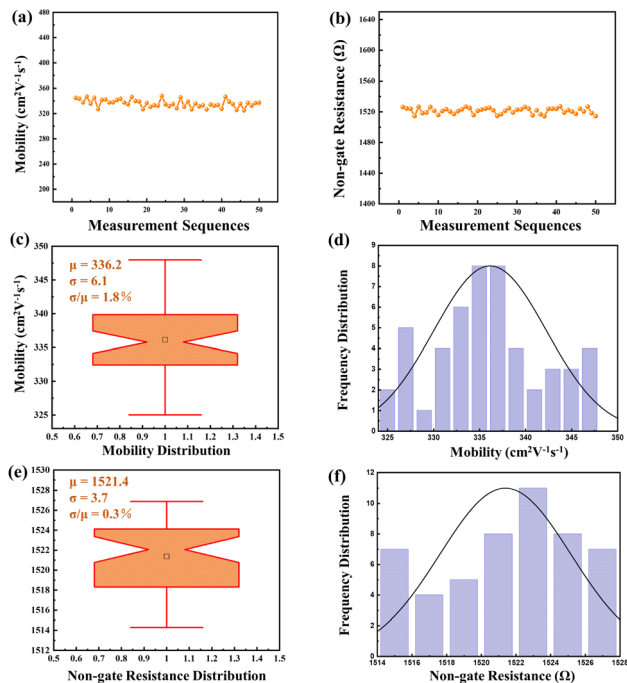 (a)
480
440
400
360
320
280
240
200
Mobility (cm²V⁻¹s⁻¹)
0 10 20 30 40 50
Measurement Sequences
(b)
1640
1600
1560
1520
1480
1440
1400
Non-gate Resistance (Ω)
0 10 20 30 40 50
Measurement Sequences
(c)
350
345
340
335
330
325
Mobility (cm²V⁻¹s⁻¹)
μ = 336.2
σ = 6.1
σ/μ = 1.8%
0.5 0.6 0.7 0.8 0.9 1.0 1.1 1.2 1.3 1.4 1.5
Mobility Distribution
(d)
8
7
6
5
4
3
2
1
0
Frequency Distribution
325 330 335 340 345 350
Mobility (cm²V⁻¹s⁻¹)
(e)
1530
1528
1526
1524
1522
1520
1518
1516
1514
1512
Non-gate Resistance (Ω)
μ = 1521.4
σ = 3.7
σ/μ = 0.3%
0.5 0.6 0.7 0.8 0.9 1.0 1.1 1.2 1.3 1.4 1.5
Non-gate Resistance Distribution
(f)
12
10
8
6
4
2
0
Frequency Distribution
1514 1516 1518 1520 1522 1524 1526 1528
Non-gate Resistance (Ω)